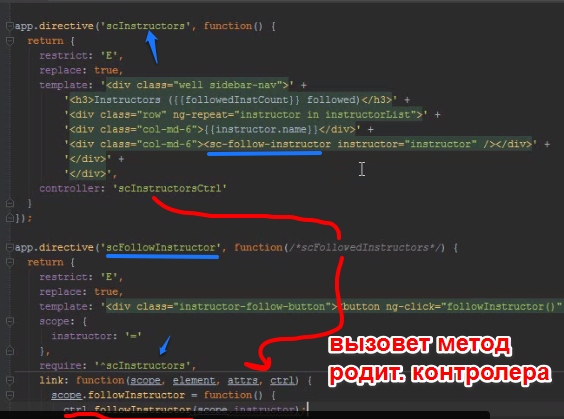 app.directive('scInstructors', function() {
return {
restrict: 'E',
replace: true,
template: '<div class="well sidebar-nav">' +
'<h3>Instructors ({{followedInstCount}} followed)</h3>' +
'<div class="row" ng-repeat="instructor in instructorList">' +
'<div class="col-md-6">{{instructor.name}}</div>' +
'<div class="col-md-6"><sc-follow-instructor instructor="instructor" /></div>' +
'</div>' +
'</div>',
controller: 'scInstructorsCtrl'
}
});
app.directive('scFollowInstructor', function(/*scFollowedInstructors*/) {
return {
restrict: 'E',
replace: true,
template: '<div class="instructor-follow-button"><button ng-click="followInstructor()"
scope: {
instructor: '='
},
require: '^scInstructors',
link: function(scope, element, attrs, ctrl) {
scope.followInstructor = function() {
ctrl.followInstructor(scope.instructor);
вызовет метод
родит. контролера